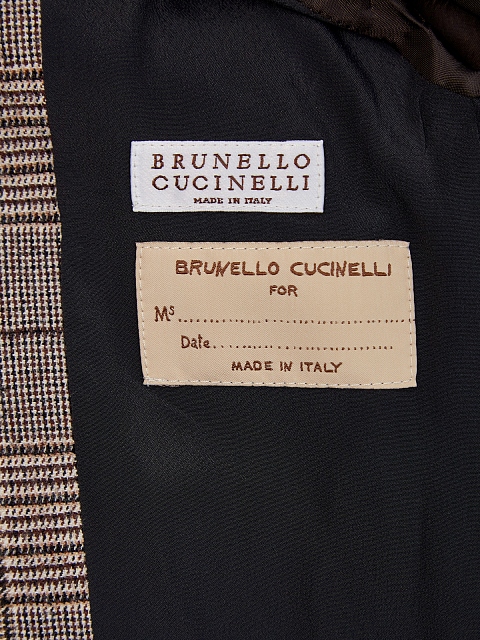 BRUNELLO
CUCINELLI
MADE IN ITALY
BRUNELLO CUCINELLI
FOR
Ms................................................
Date........................................
MADE IN ITALY